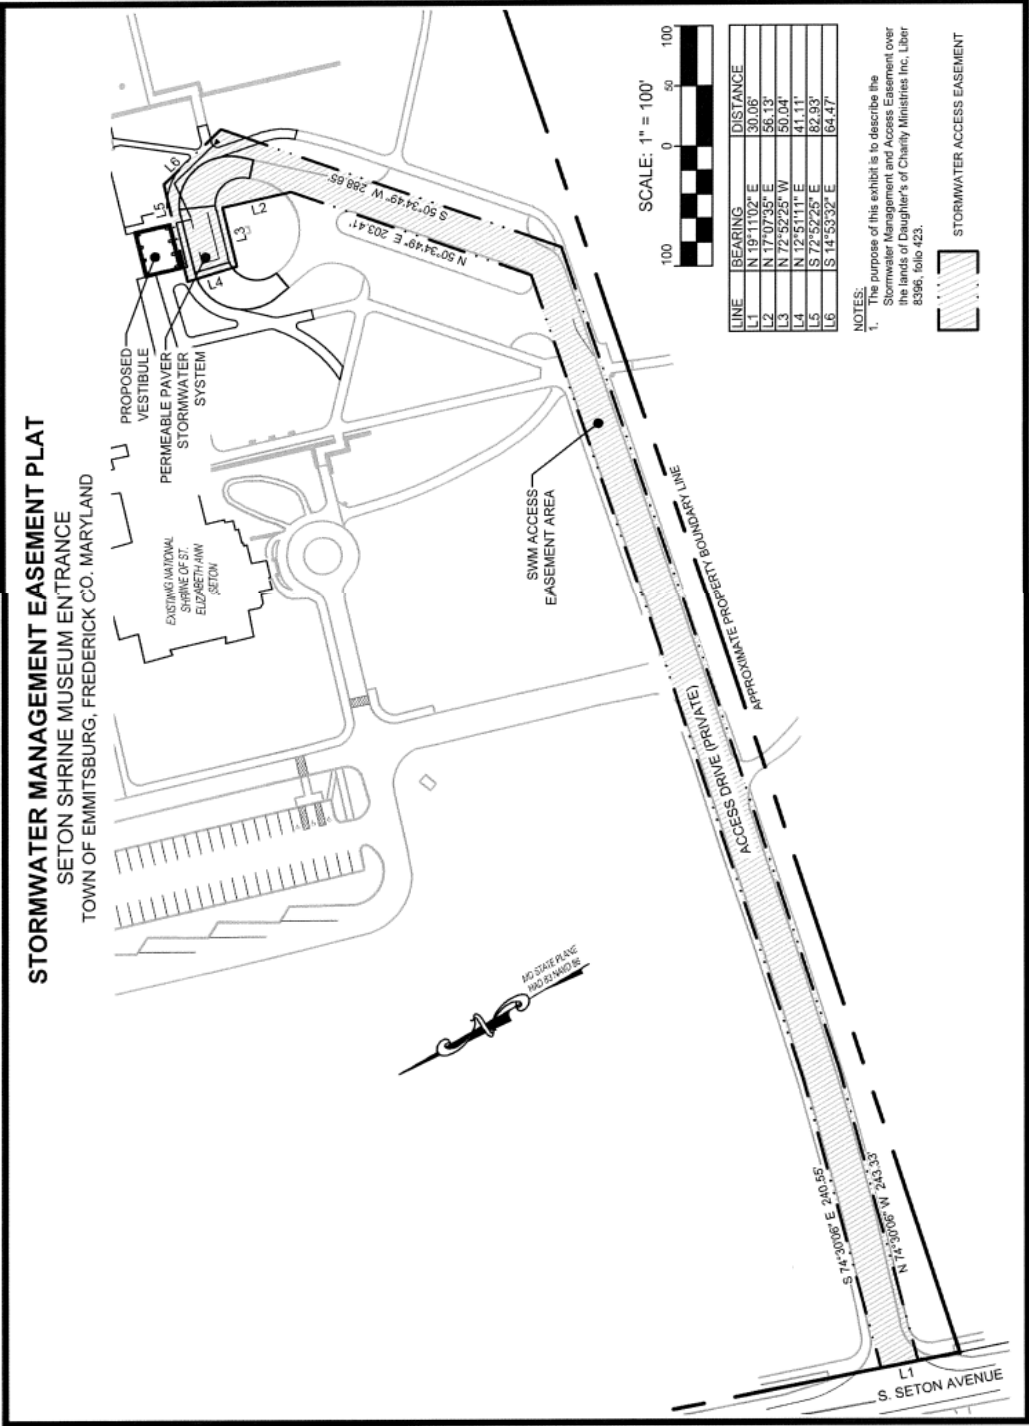 STORMWATER MANAGEMENT EASEMENT PLAT
SETON SHRINE MUSEUM ENTRANCE
TOWN OF EMMITSBURG, FREDERICK CO. MARYLAND
PROPOSED
VESTIBULE
PERMEABLE PAVER
STORMWATER
SYSTEM
EXISTING NATIONAL
SHRINE OF ST.
ELIZABETH ANN
SETON
L5
L6
L4
L3
L2
N 50°34'49" E 203.41'
S 50°34'49" W 288.65'
SWM ACCESS
EASEMENT AREA
APPROXIMATE PROPERTY BOUNDARY LINE
ACCESS DRIVE (PRIVATE)
MD STATE PLANE
S 74°30'06" E 240.55'
N 74°30'06" W 243.33'
L1
S. SETON AVENUE
SCALE: 1" = 100'
100 0 50 100
LINE BEARING DISTANCE
L1 N 19°11'02" E 30.06'
L2 N 17°07'35" E 56.13'
L3 N 72°52'25" W 50.04'
L4 N 12°51'11" E 41.11'
L5 S 72°52'25" E 82.93'
L6 S 14°53'32" E 64.47'
NOTES:
1. The purpose of this exhibit is to describe the
Stormwater Management and Access Easement over
the lands of Daughter's of Charity Ministries Inc, Liber
8396, folio 423.
STORMWATER ACCESS EASEMENT